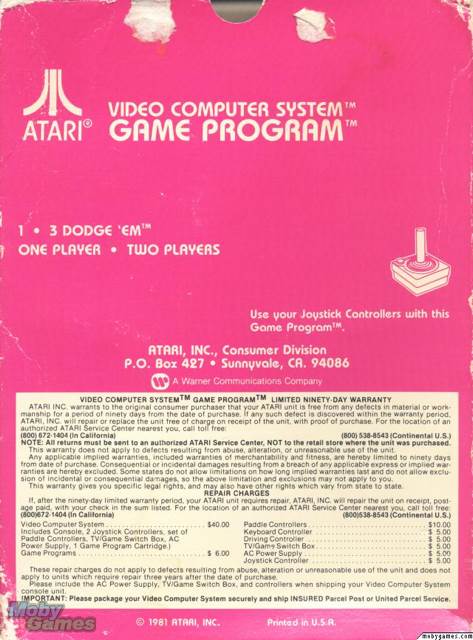 ATARI®
VIDEO COMPUTER SYSTEM™
GAME PROGRAM™
1 • 3 DODGE 'EM™
ONE PLAYER • TWO PLAYERS
Use your Joystick Controllers with this
Game Program™.
ATARI, INC., Consumer Division
P.O. Box 427 • Sunnyvale, CA. 94086
A Warner Communications Company
VIDEO COMPUTER SYSTEM™ GAME PROGRAM™ LIMITED NINETY-DAY WARRANTY
ATARI INC. warrants to the original consumer purchaser that your ATARI unit is free from any defects in material or work-
manship for a period of ninety days from the date of purchase. If any such defect is discovered within the warranty period,
ATARI, INC. will repair or replace the unit free of charge on receipt of the unit, with proof of purchase. For the location of an
authorized ATARI Service Center nearest you, call toll free:
(800) 672-1404 (In California) (800) 538-8543 (Continental U.S.)
NOTE: All returns must be sent to an authorized ATARI Service Center, NOT to the retail store where the unit was purchased.
This warranty does not apply to defects resulting from abuse, alteration, or unreasonable use of the unit.
Any applicable implied warranties, included warranties of merchantability and fitness, are hereby limited to ninety days
from date of purchase. Consequential or incidental damages resulting from a breach of any applicable express or implied war-
ranties are hereby excluded. Some states do not allow limitations on how long implied warranties last and do not allow exclu-
sion of incidental or consequential damages, so the above limitation and exclusions may not apply to you.
This warranty gives you specific legal rights, and may also have other rights which vary from state to state.
REPAIR CHARGES
If, after the ninety-day limited warranty period, your ATARI unit requires repair, ATARI, INC. will repair the unit on receipt, post-
age paid, with your check in the sum listed. For the location of an authorized ATARI Service Center nearest you, call toll free:
(800)672-1404 (In California) (800)538-8543 (Continental U.S.)
Video Computer System $40.00
Includes Console, 2 Joystick Controllers, set of
Paddle Controllers, TV/Game Switch Box, AC
Power Supply, 1 Game Program Cartridge.)
Game Programs $ 6.00
Paddle Controllers $10.00
Keyboard Controller $ 5.00
Driving Controller $ 5.00
TV/Game Switch Box $ 5.00
AC Power Supply $ 5.00
Joystick Controller $ 5.00
These repair charges do not apply to defects resulting from abuse, alteration or unreasonable use of the unit and does not
apply to units which require repair three years after the date of purchase.
Please include the AC Power Supply, TV/Game Switch Box, and controllers when shipping your Video Computer System
console unit.
IMPORTANT: Please package your Video Computer System securely and ship INSURED Parcel Post or United Parcel Service.
© 1981 ATARI, INC. Printed in U.S.A.
Moby
Games
mobygames.com